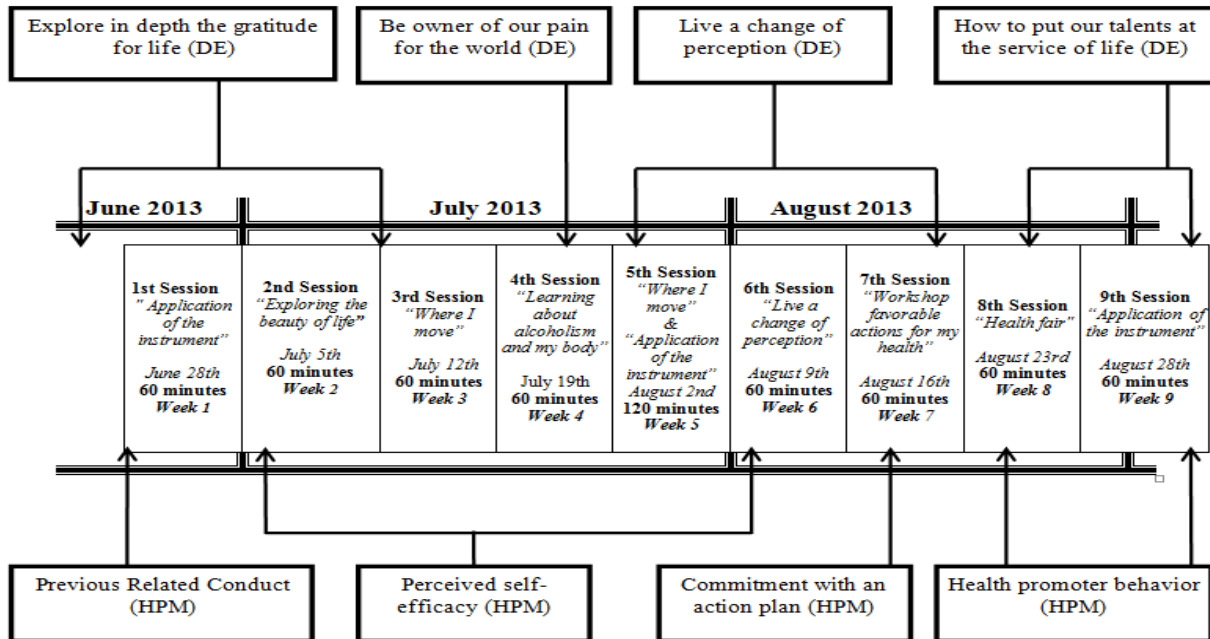 Explore in depth the gratitude
for life (DE)
Be owner of our pain
for the world (DE)
Live a change of
perception (DE)
How to put our talents at
the service of life (DE)
June 2013
July 2013
August 2013
1st Session
" Application
of the
instrument”
June 28th
60 minutes
Week 1
2nd Session
“Exploring the
beauty of life”
July 5th
60 minutes
Week 2
3rd Session
“Where I
move”
July 12th
60 minutes
Week 3
4th Session
“Learning
about
alcoholism
and my body”
July 19th
60 minutes
Week 4
5th Session
“Where I
move”
&
“Application
of the
instrument”
August 2nd
120 minutes
Week 5
6th Session
“Live a
change of
perception”
August 9th
60 minutes
Week 6
7th Session
“Workshop
favorable
actions for my
health”
August 16th
60 minutes
Week 7
8th Session
“Health fair”
August 23rd
60 minutes
Week 8
9th Session
“Application of
the instrument”
August 28th
60 minutes
Week 9
Previous Related Conduct
(HPM)
Perceived self-
efficacy (HPM)
Commitment with an
action plan (HPM)
Health promoter behavior
(HPM)